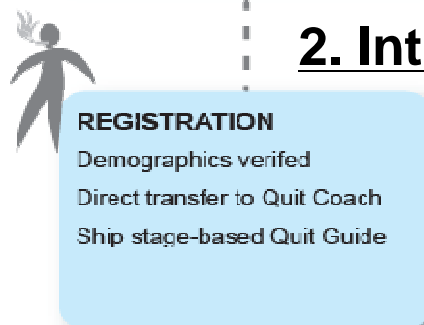 2. Int
REGISTRATION
Demographics verifed
Direct transfer to Quit Coach
Ship stage-based Quit Guide